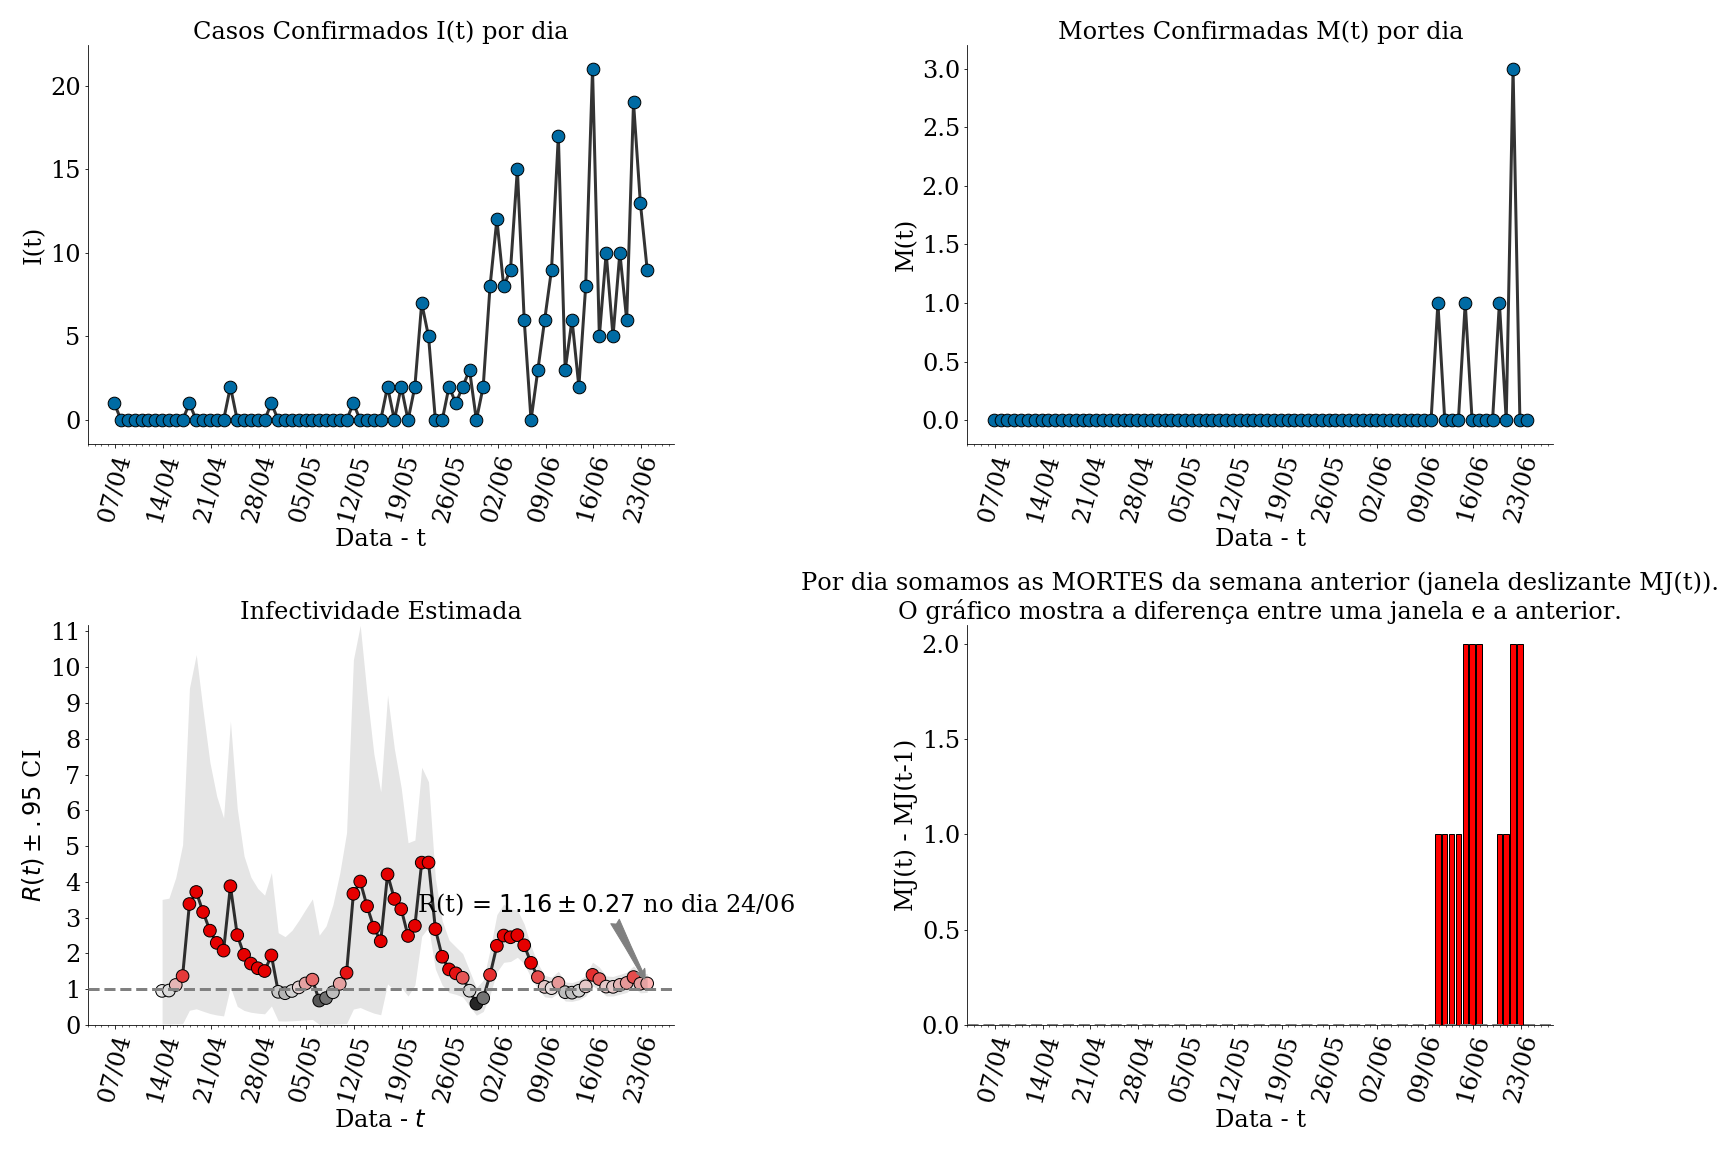 Casos Confirmados I(t) por dia
I(t)
20
15
10
5
0
07/04 14/04 21/04 28/04 05/05 12/05 19/05 26/05 02/06 09/06 16/06 23/06
Data - t
Mortes Confirmadas M(t) por dia
M(t)
3.0
2.5
2.0
1.5
1.0
0.5
0.0
07/04 14/04 21/04 28/04 05/05 12/05 19/05 26/05 02/06 09/06 16/06 23/06
Data - t
Infectividade Estimada
R(t) ± .95 CI
11
10
9
8
7
6
5
4
3
2
1
0
R(t) = 1.16 ± 0.27 no dia 24/06
07/04 14/04 21/04 28/04 05/05 12/05 19/05 26/05 02/06 09/06 16/06 23/06
Data - t
Por dia somamos as MORTES da semana anterior (janela deslizante MJ(t)).
O gráfico mostra a diferença entre uma janela e a anterior.
MJ(t) - MJ(t-1)
2.0
1.5
1.0
0.5
0.0
07/04 14/04 21/04 28/04 05/05 12/05 19/05 26/05 02/06 09/06 16/06 23/06
Data - t